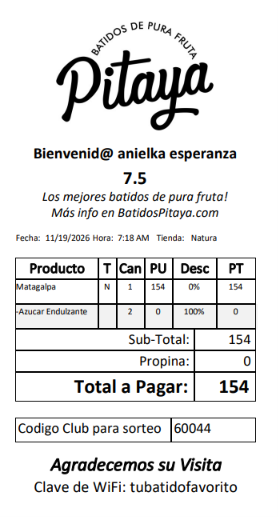 BATIDOS DE PURA FRUTA
Pitaya
Bienvenid@ anielka esperanza
7.5
Los mejores batidos de pura fruta!
Más info en BatidosPitaya.com
Fecha: 11/19/2026 Hora: 7:18 AM Tienda: Natura
Producto T Can PU Desc PT
Matagalpa N 1 154 0% 154
-Azucar Endulzante 2 0 100% 0
Sub-Total: 154
Propina: 0
Total a Pagar: 154
Codigo Club para sorteo 60044
Agradecemos su Visita
Clave de WiFi: tubatidofavorito